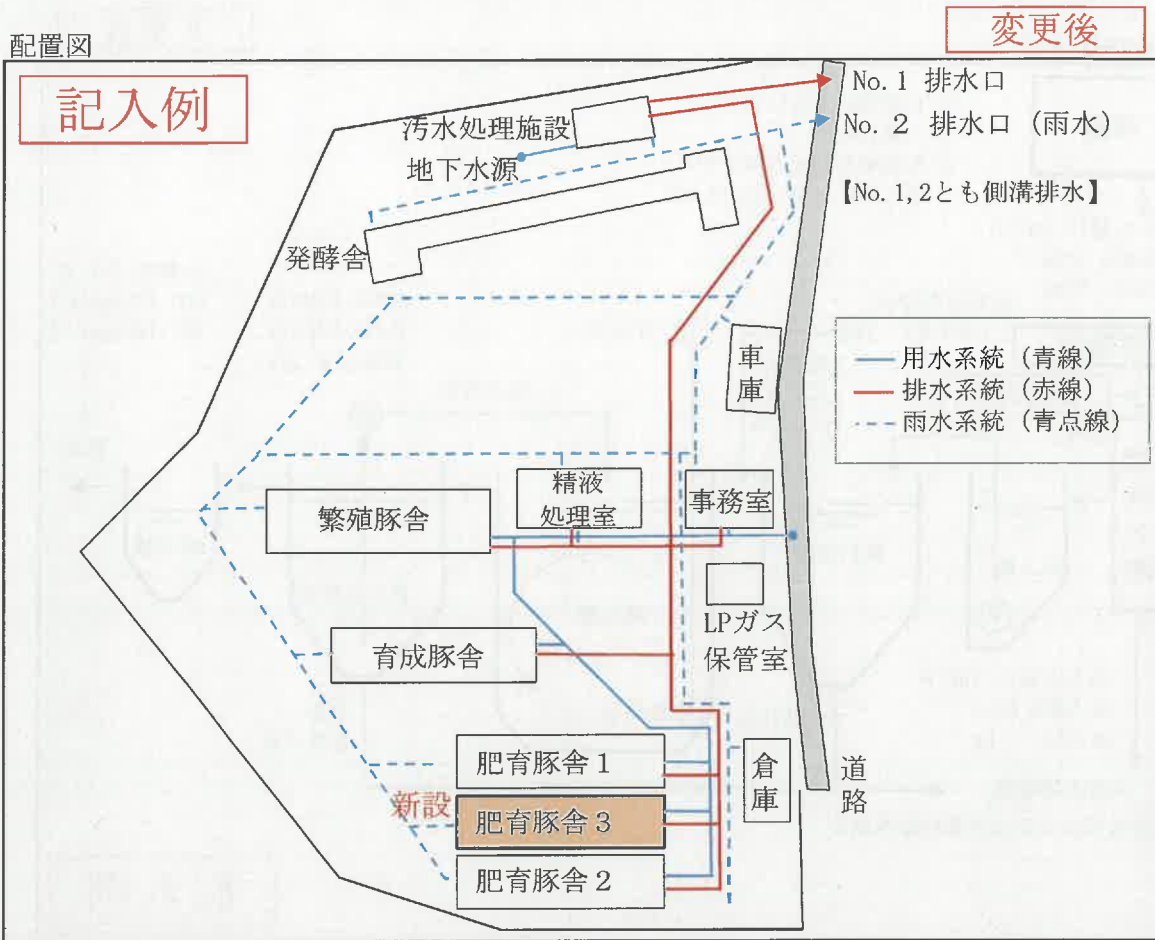 変更後
配置図
記入例
No.1 排水口
汚水処理施設
No.2 排水口（雨水）
地下水源
【No.1,2とも側溝排水】
発酵舎
車
庫
用水系統（青線）
排水系統（赤線）
雨水系統（青点線）
精液
処理室
事務室
繁殖豚舎
LPガス
保管室
育成豚舎
肥育豚舎1
倉
庫
道
路
新設
肥育豚舎3
肥育豚舎2